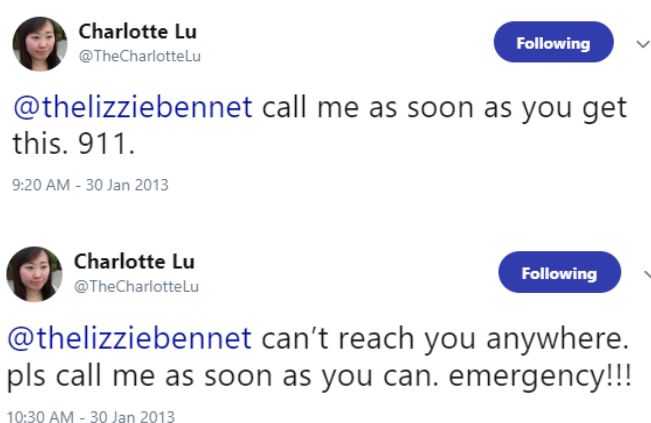 Charlotte Lu
Following
@TheCharlotteLu
@thelizziebennet call me as soon as you get
this. 911.
9:20 AM - 30 Jan 2013
Charlotte Lu
Following
@TheCharlotteLu
@thelizziebennet can’t reach you anywhere.
pls call me as soon as you can. emergency!!!
10:30 AM - 30 Jan 2013